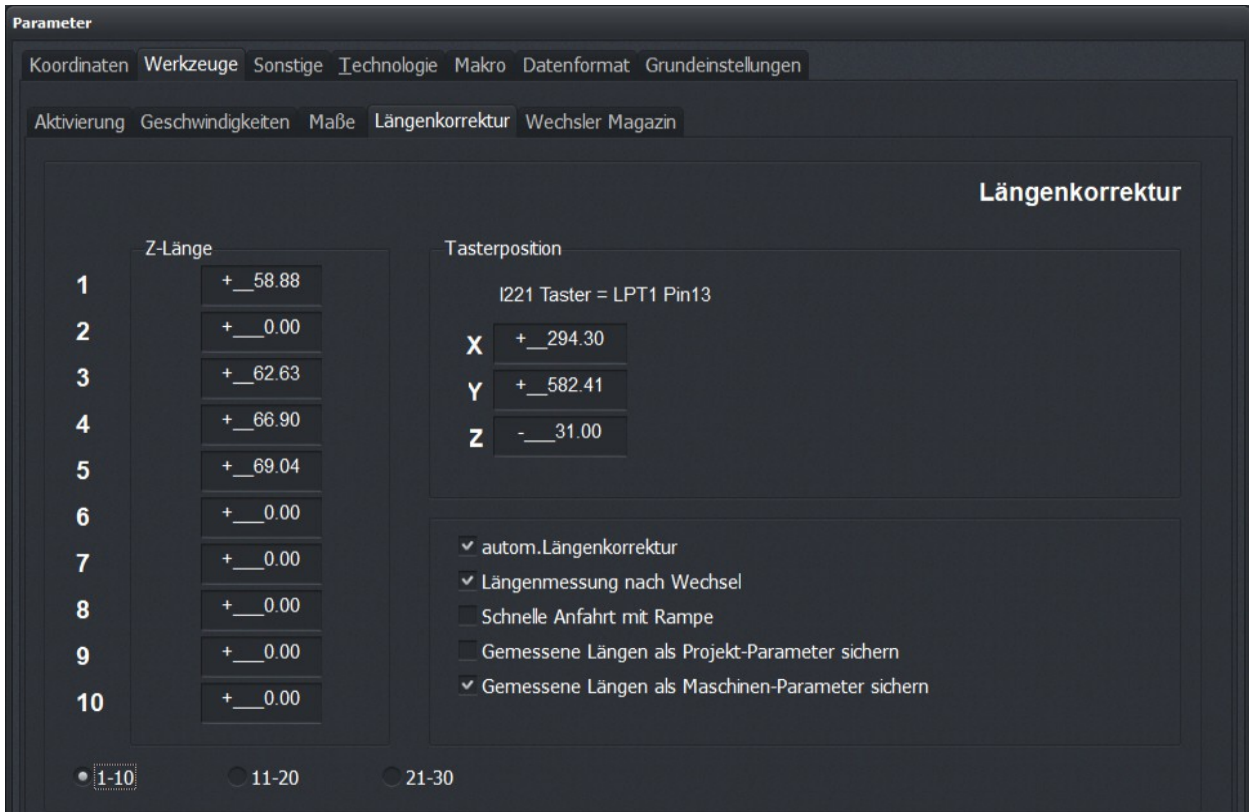 Parameter
Koordinaten Werkzeuge Sonstige Technologie Makro Datenformat Grundeinstellungen
Aktivierung Geschwindigkeiten Maße Längenkorrektur Wechsler Magazin
Längenkorrektur
Z-Länge
1 +__58.88
2 +___0.00
3 +__62.63
4 +__66.90
5 +__69.04
6 +___0.00
7 +___0.00
8 +___0.00
9 +___0.00
10 +___0.00
Tasterposition
I221 Taster = LPT1 Pin13
X +__294.30
Y +__582.41
Z -___31.00
autom.Längenkorrektur
Längenmessung nach Wechsel
Schnelle Anfahrt mit Rampe
Gemessene Längen als Projekt-Parameter sichern
Gemessene Längen als Maschinen-Parameter sichern
1-10 11-20 21-30